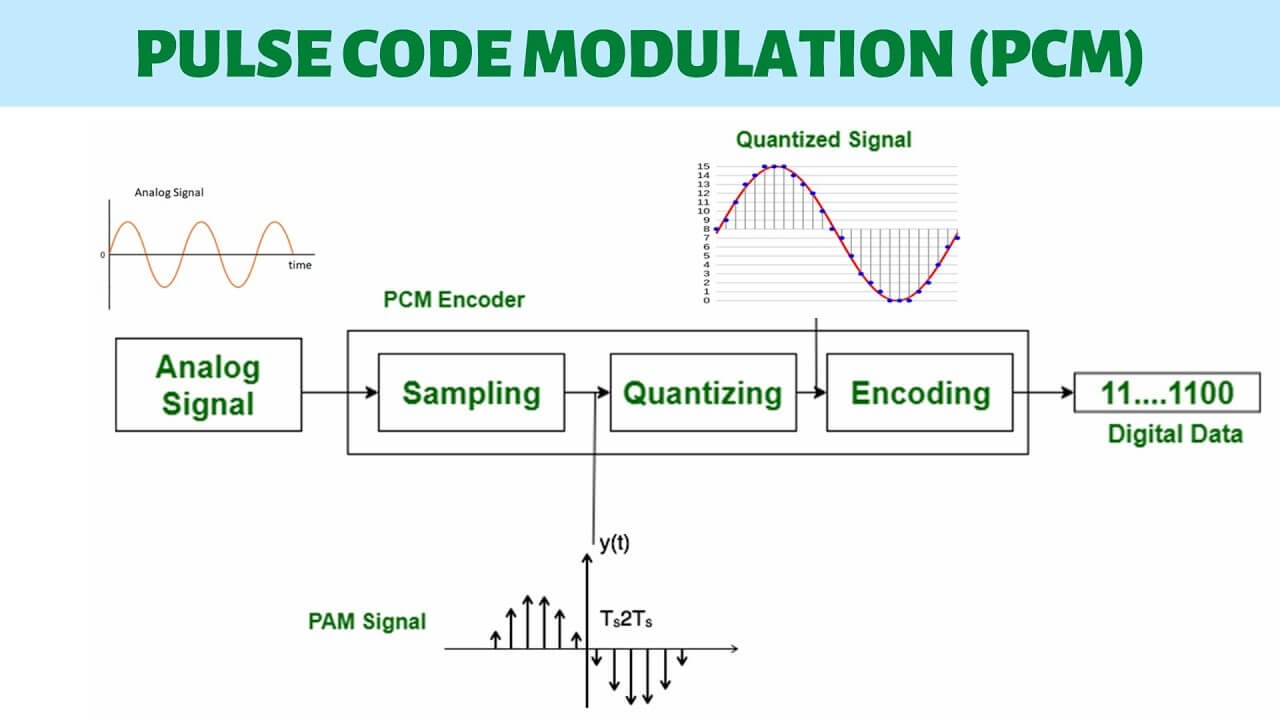 PULSE CODE MODULATION (PCM)
Quantized Signal
15
14
13
12
11
10
9
8
7
6
5
4
3
2
1
0
Analog Signal
0
time
PCM Encoder
Analog
Signal
Sampling
Quantizing
Encoding
11....1100
Digital Data
y(t)
PAM Signal
Ts2Ts